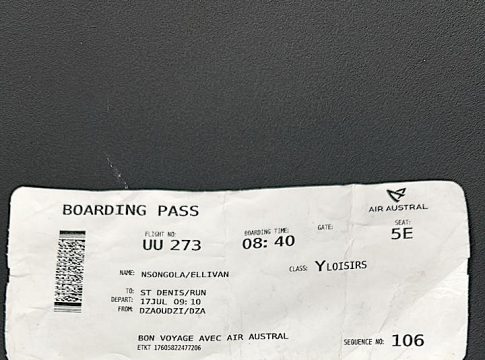 BOARDING PASS
AIR AUSTRAL
FLIGHT NO:
UU 273
BOARDING TIME:
08:40
GATE:
SEAT:
5E
NAME: NSONGOLA/ELLIVAN
CLASS: Y LOISIRS
TO: ST DENIS/RUN
DEPART: 17JUL 09:10
FROM: DZAOUDZI/DZA
BON VOYAGE AVEC AIR AUSTRAL
ETKT 17605822477206
SEQUENCE NO: 106